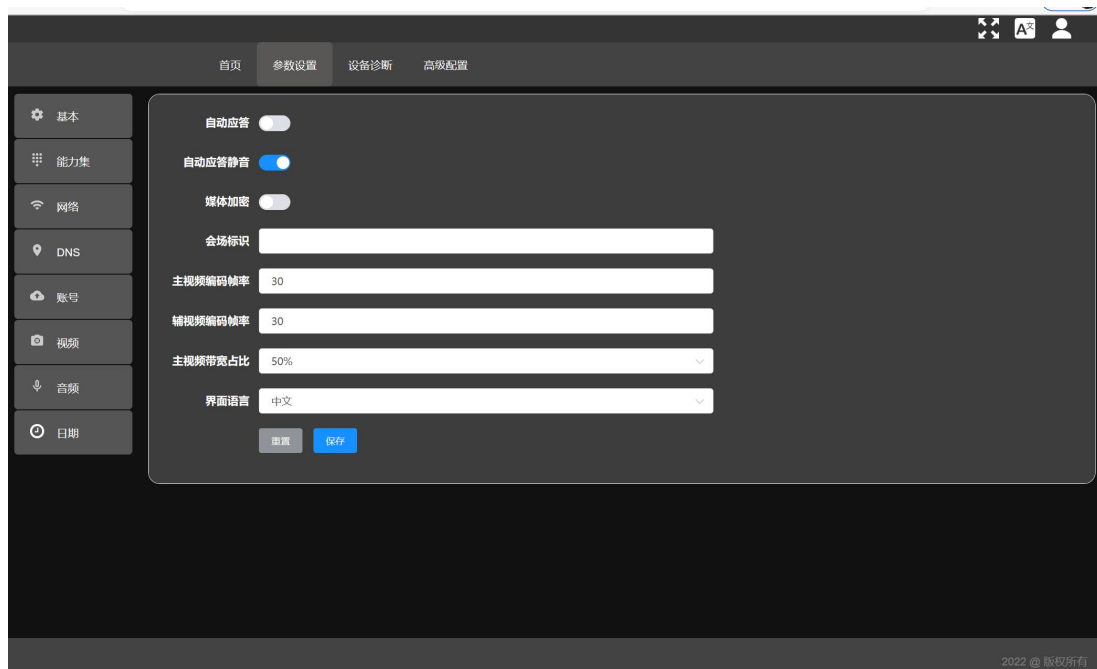 A文
首页 参数设置 设备诊断 高级配置
基本
能力集
网络
DNS
账号
视频
音频
日期
自动应答
自动应答静音
媒体加密
会场标识
主视频编码帧率 30
辅视频编码帧率 30
主视频带宽占比 50%
界面语言 中文
重置 保存
2022 @ 版权所有